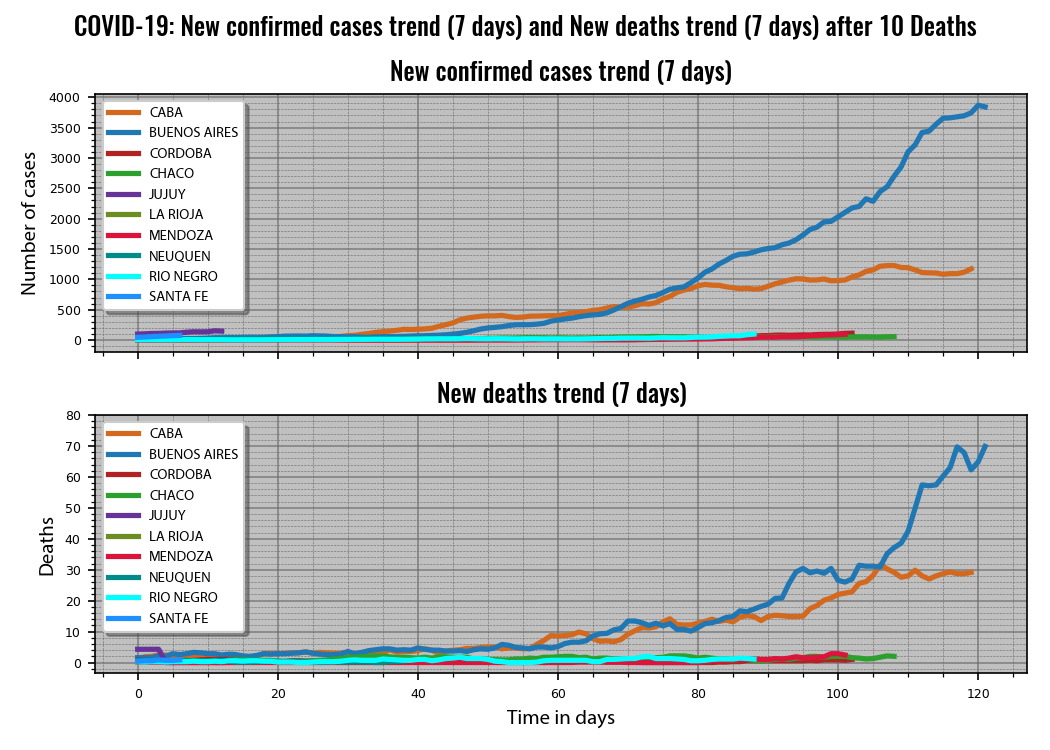 COVID-19: New confirmed cases trend (7 days) and New deaths trend (7 days) after 10 Deaths
New confirmed cases trend (7 days)
Number of cases
4000
3500
3000
2500
2000
1500
1000
500
0
CABA
BUENOS AIRES
CORDOBA
CHACO
JUJUY
LA RIOJA
MENDOZA
NEUQUEN
RIO NEGRO
SANTA FE
New deaths trend (7 days)
Deaths
80
70
60
50
40
30
20
10
0
CABA
BUENOS AIRES
CORDOBA
CHACO
JUJUY
LA RIOJA
MENDOZA
NEUQUEN
RIO NEGRO
SANTA FE
0 20 40 60 80 100 120
Time in days